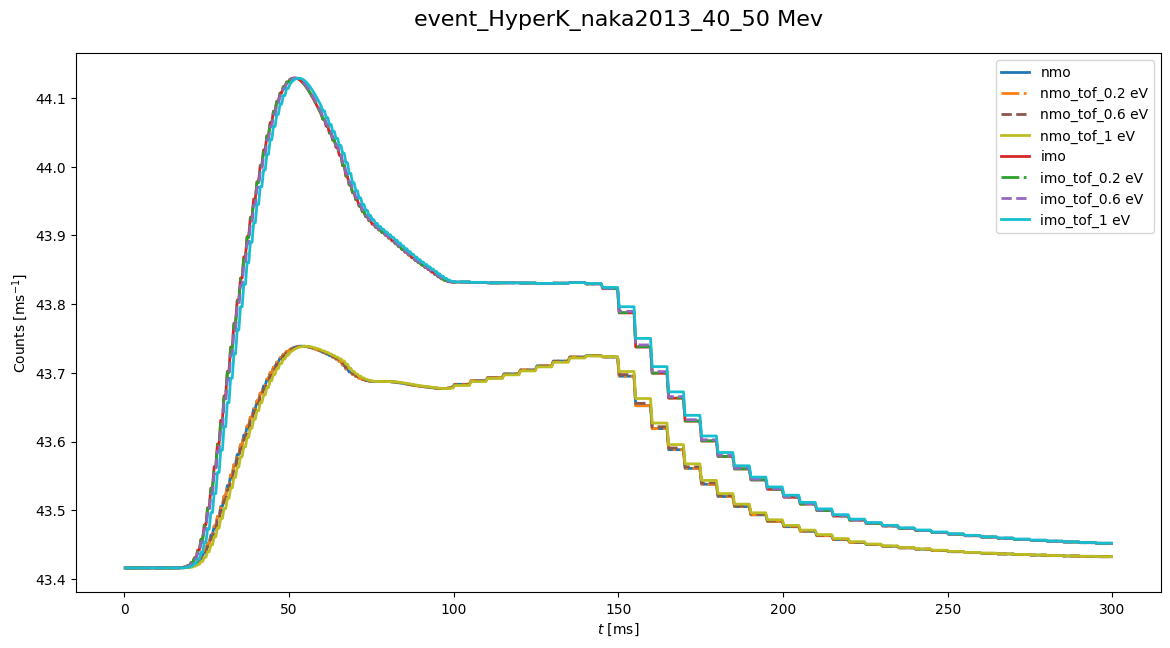 event_HyperK_naka2013_40_50 Mev
Counts [ms⁻¹]
44.1
44.0
43.9
43.8
43.7
43.6
43.5
43.4
0 50 100 150 200 250 300
t [ms]
nmo
nmo_tof_0.2 eV
nmo_tof_0.6 eV
nmo_tof_1 eV
imo
imo_tof_0.2 eV
imo_tof_0.6 eV
imo_tof_1 eV